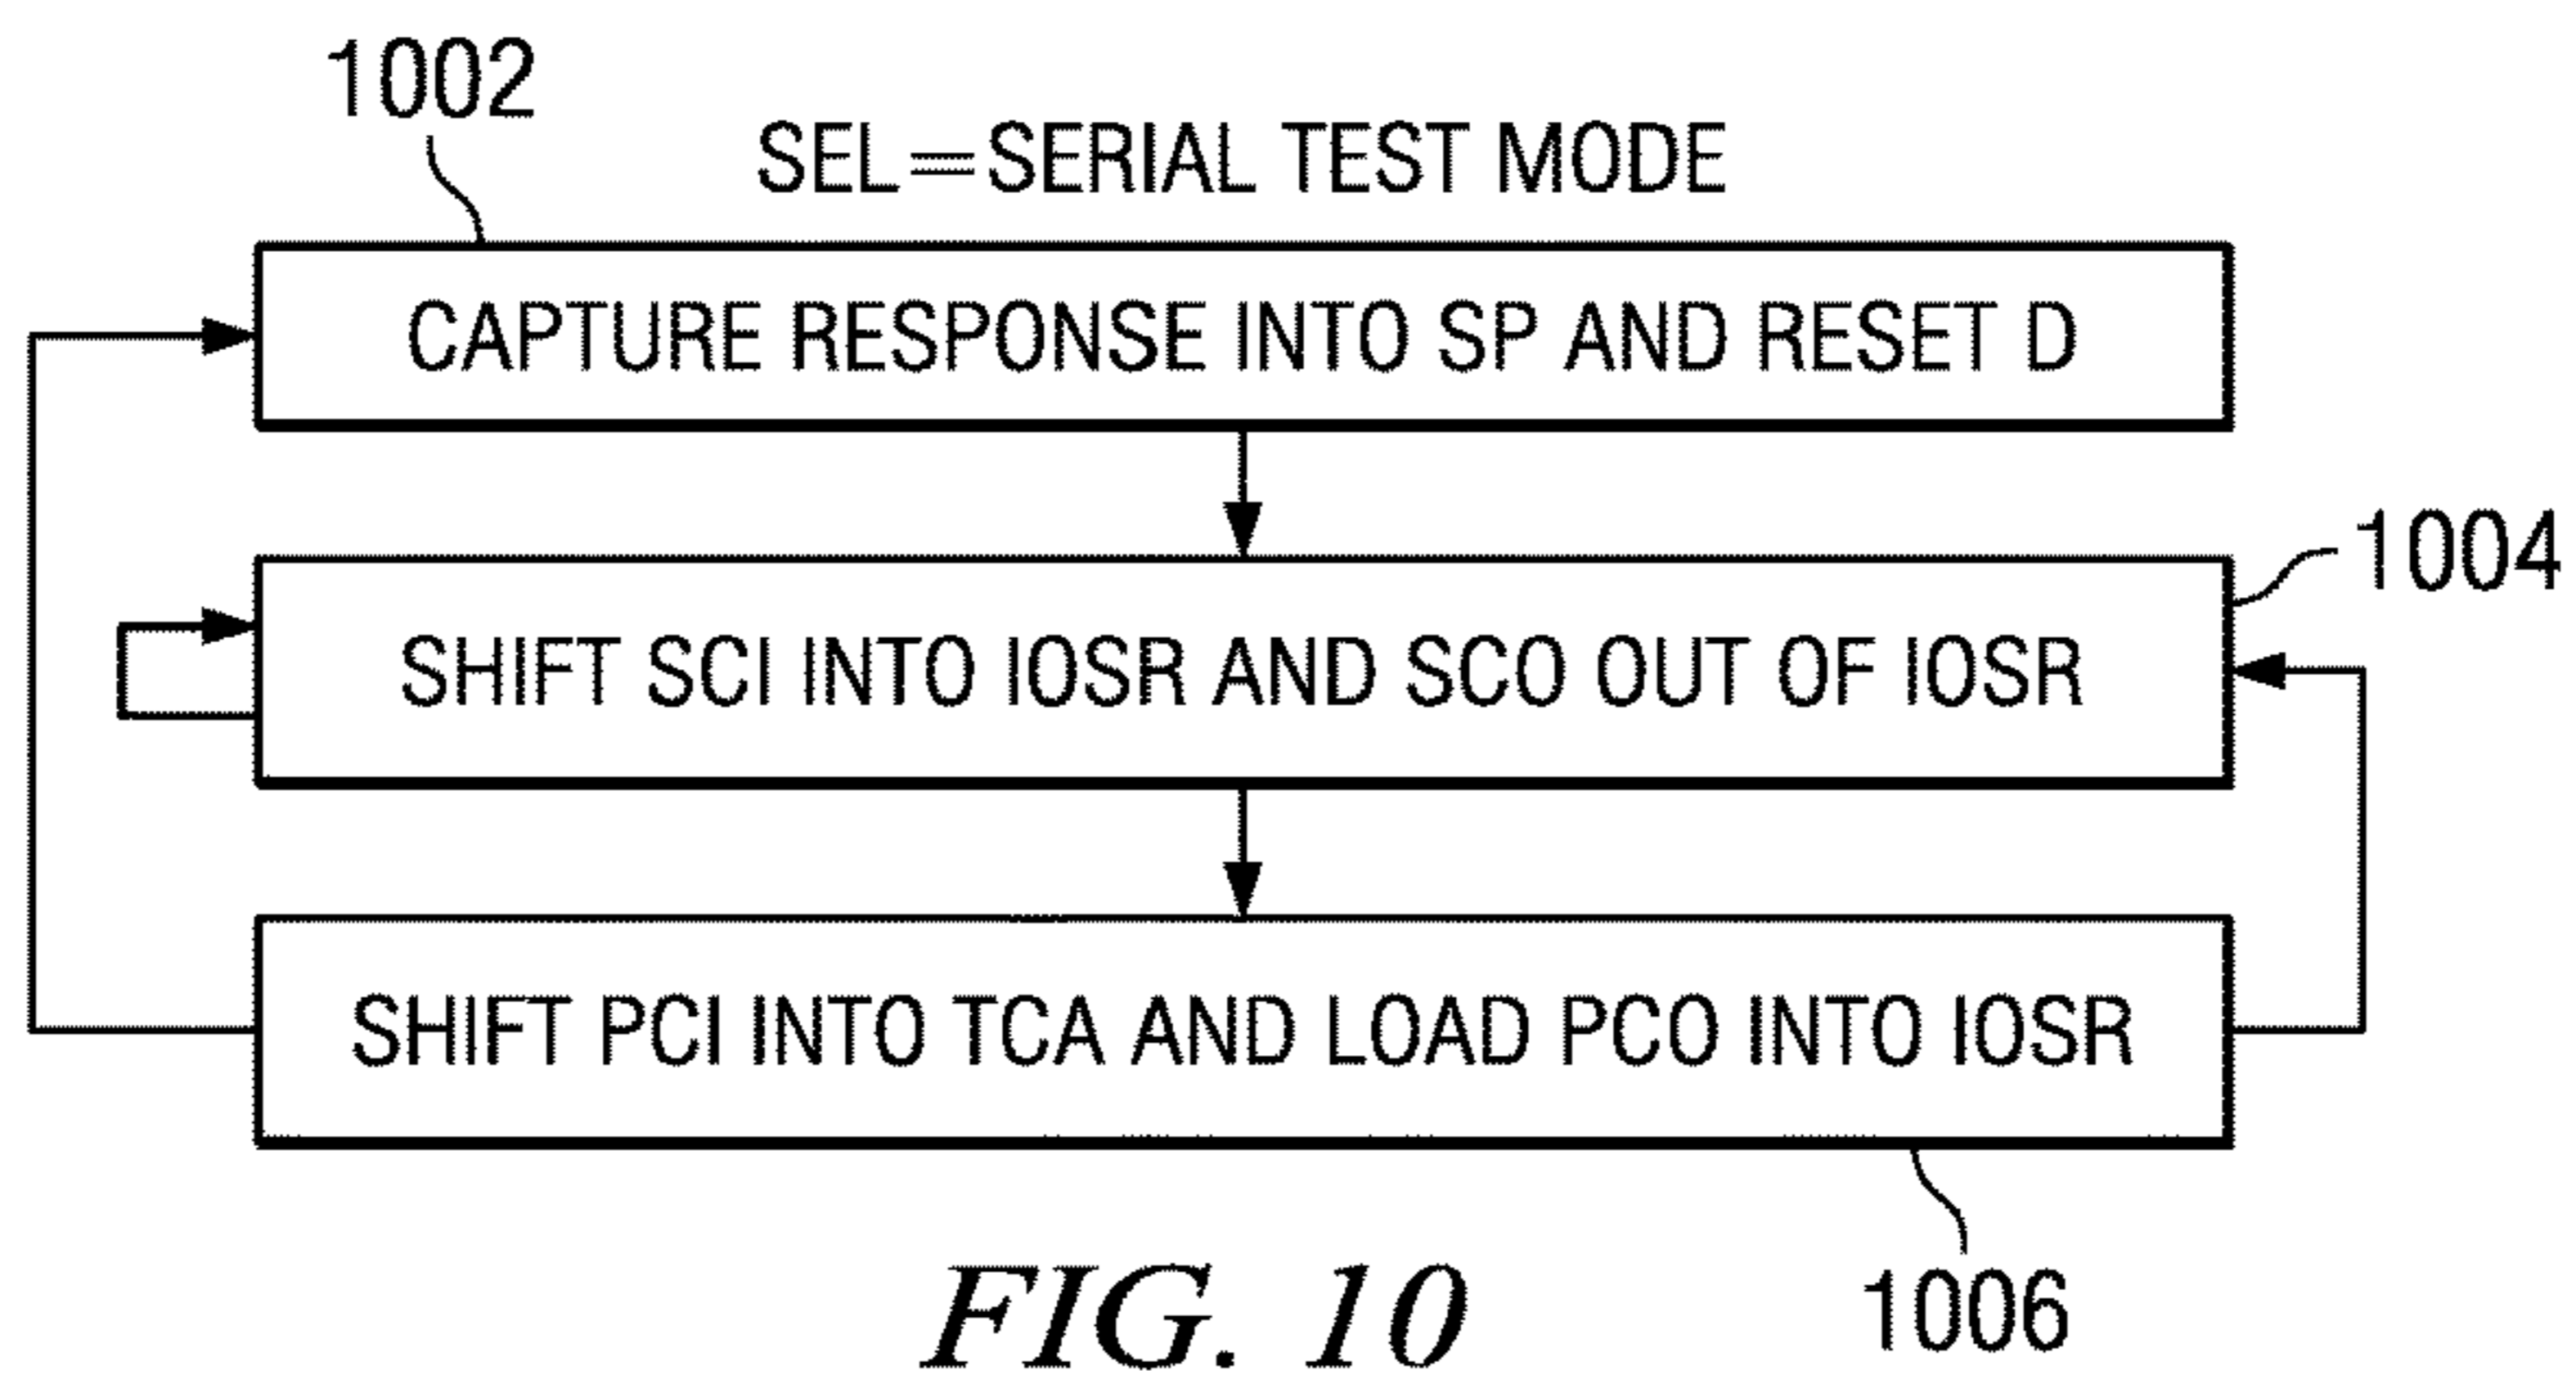 1002
SEL=SERIAL TEST MODE
CAPTURE RESPONSE INTO SP AND RESET D
1004
SHIFT SCI INTO IOSR AND SCO OUT OF IOSR
SHIFT PCI INTO TCA AND LOAD PCO INTO IOSR
1006
FIG. 10